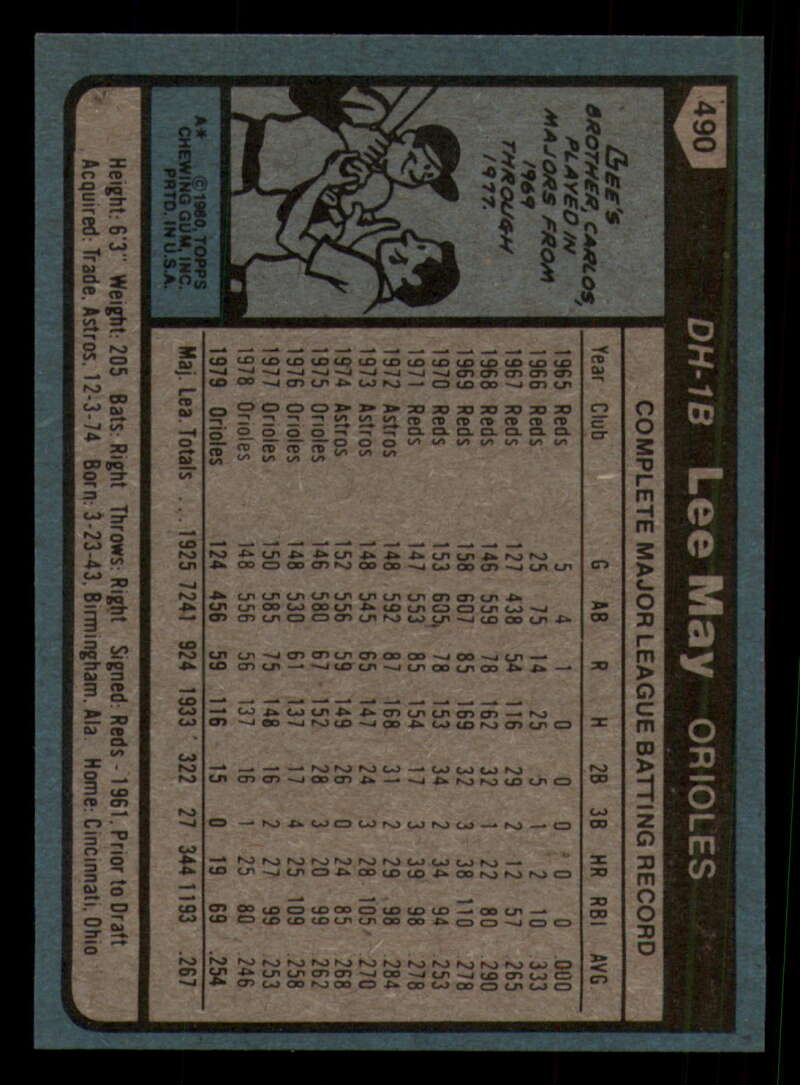 490
DH-1B Lee May ORIOLES
COMPLETE MAJOR LEAGUE BATTING RECORD
LEE'S
BROTHER, CARLOS,
PLAYED IN
MAJORS FROM
1969
THROUGH
1977.
A* ©1980, TOPPS
CHEWING GUM, INC.
PRTD. IN U.S.A.
Year Club G AB R H 2B 3B HR RBI AVG
1965 Reds 5 4 1 0 0 0 0 0 .000
1966 Reds 25 75 14 25 5 1 2 10 .333
1967 Reds 127 438 54 116 29 2 12 57 .265
1968 Reds 146 559 78 162 32 1 22 80 .290
1969 Reds 158 607 85 169 32 3 38 110 .278
1970 Reds 153 605 78 153 34 2 34 94 .253
1971 Reds 147 553 85 154 17 3 39 98 .278
1972 Astros 148 592 87 168 31 2 29 98 .284
1973 Astros 148 545 65 147 24 3 28 105 .270
1974 Astros 152 556 59 149 26 0 24 85 .268
1975 Orioles 146 580 67 152 28 3 20 99 .262
1976 Orioles 148 530 61 137 17 4 25 109 .258
1977 Orioles 150 585 75 148 16 2 27 99 .253
1978 Orioles 148 556 56 137 16 1 25 80 .246
1979 Orioles 124 456 59 116 15 0 19 69 .254
Maj. Lea. Totals ... 1925 7241 924 1933 322 27 344 1193 .267
Height: 6'3" Weight: 205 Bats: Right Throws: Right Signed: Reds - 1961, Prior to Draft
Acquired: Trade, Astros, 12-3-74 Born: 3-23-43, Birmingham, Ala Home: Cincinnati, Ohio